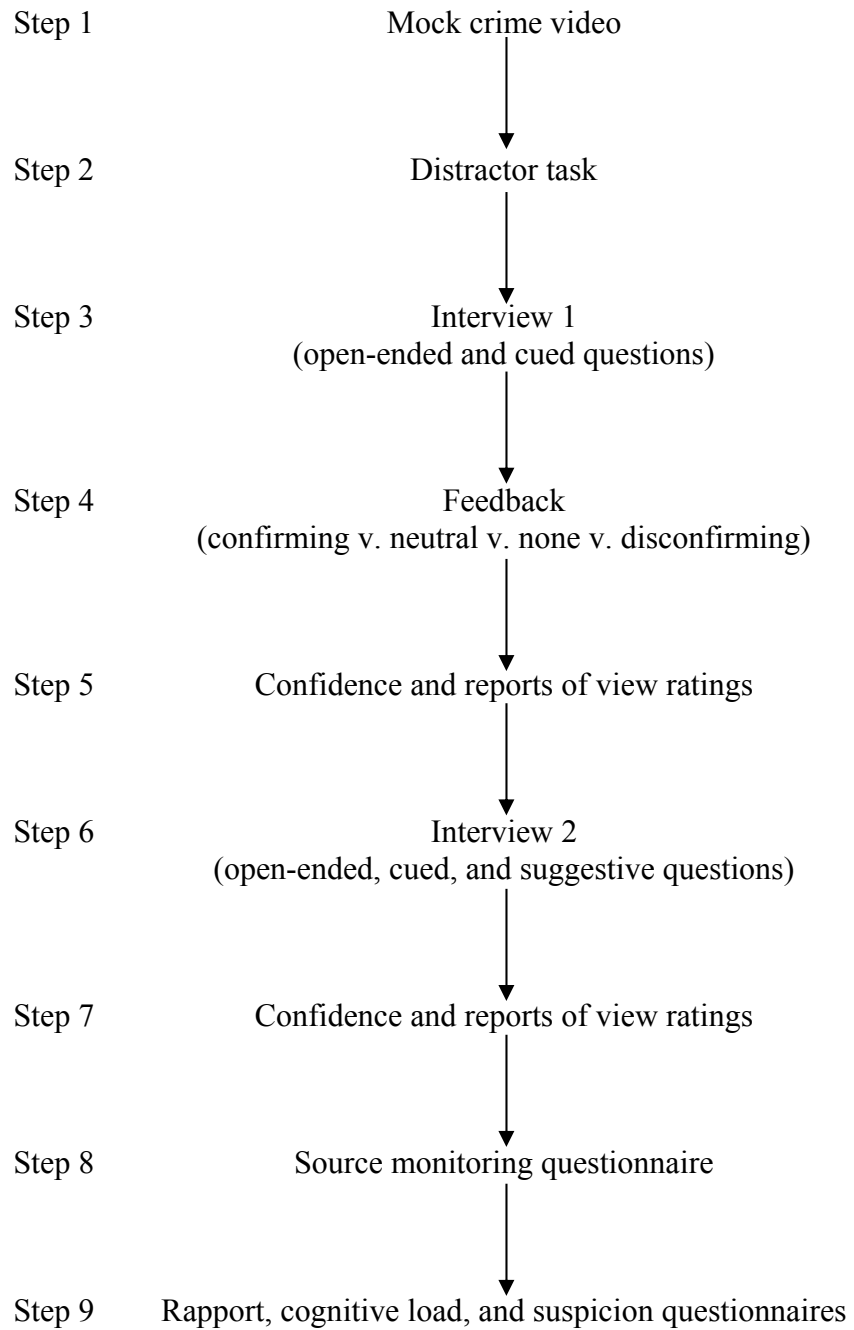 Step 1 Mock crime video
Step 2 Distractor task
Step 3 Interview 1
(open-ended and cued questions)
Step 4 Feedback
(confirming v. neutral v. none v. disconfirming)
Step 5 Confidence and reports of view ratings
Step 6 Interview 2
(open-ended, cued, and suggestive questions)
Step 7 Confidence and reports of view ratings
Step 8 Source monitoring questionnaire
Step 9 Rapport, cognitive load, and suspicion questionnaires